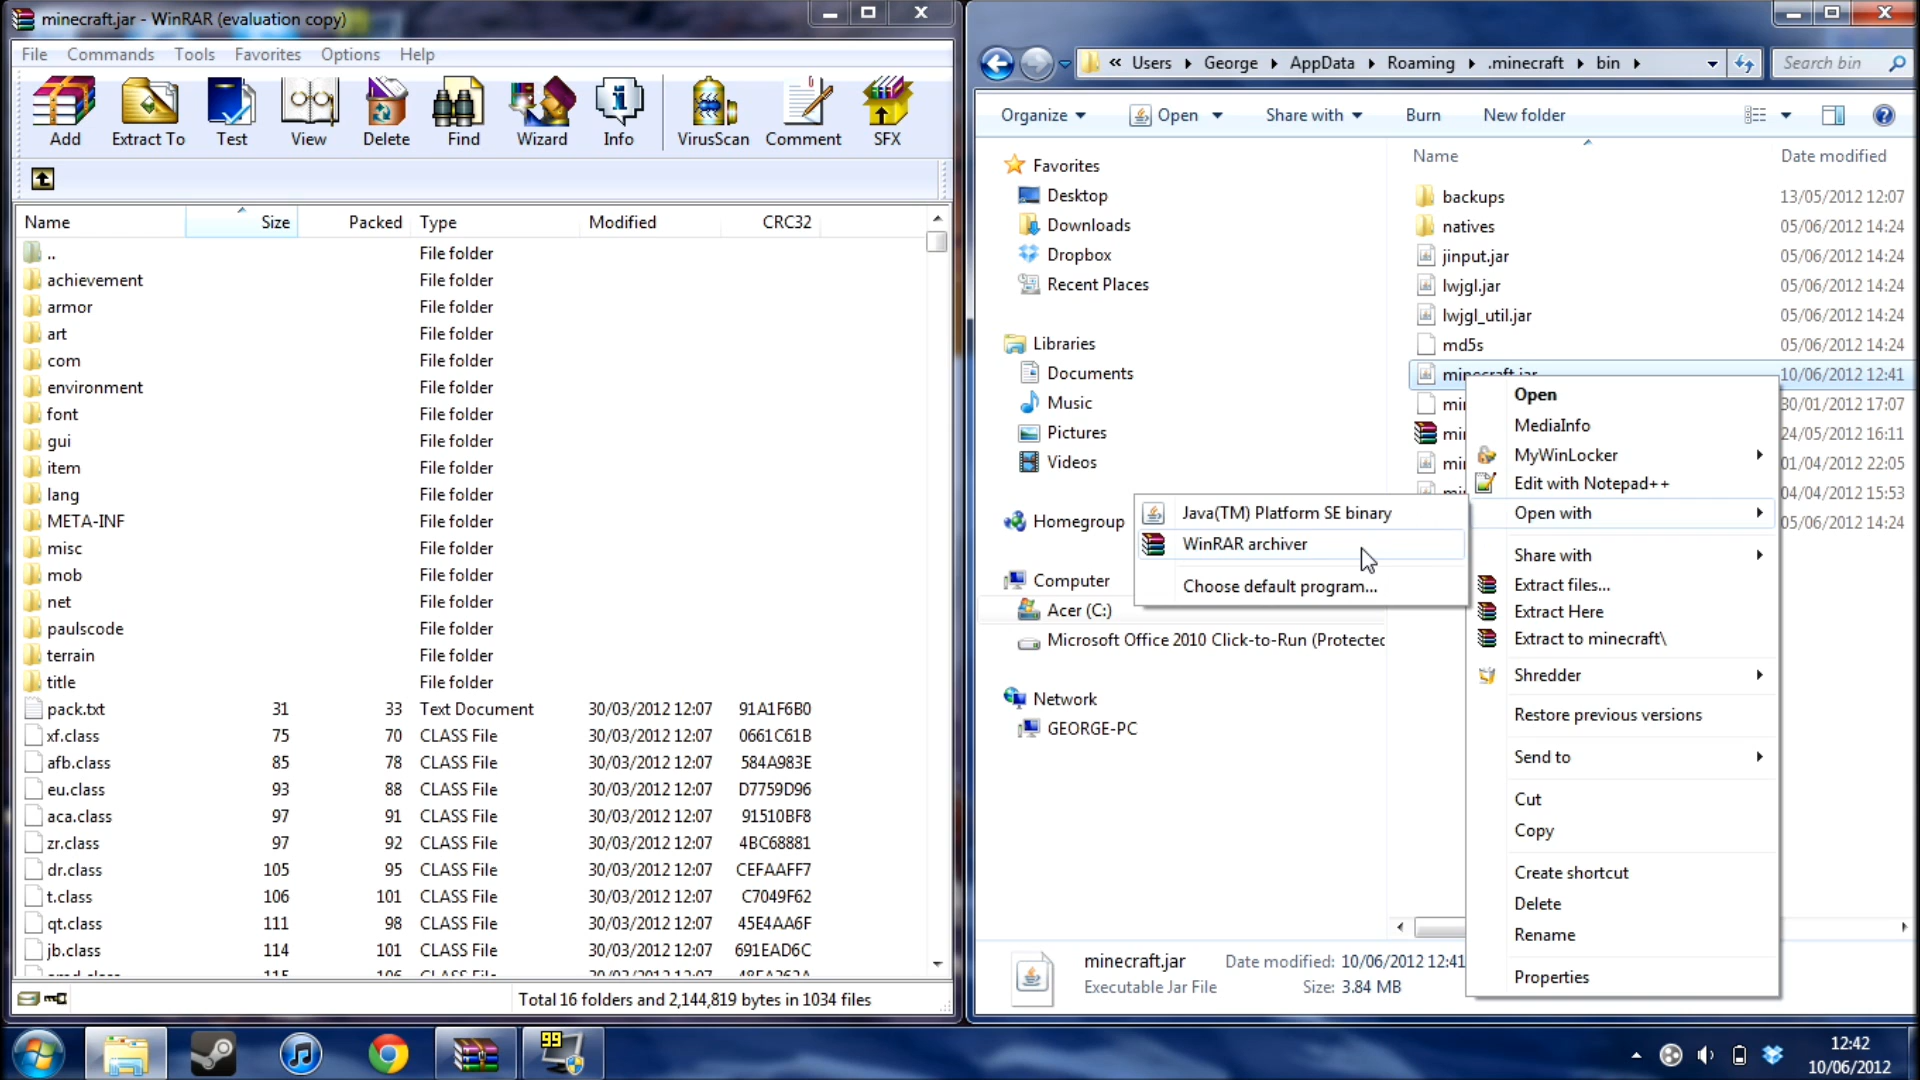 minecraft.jar - WinRAR (evaluation copy)
File Commands Tools Favorites Options Help
Add Extract To Test View Delete Find Wizard Info VirusScan Comment SFX
Name Size Packed Type Modified CRC32
.. File folder
achievement File folder
armor File folder
art File folder
com File folder
environment File folder
font File folder
gui File folder
item File folder
lang File folder
META-INF File folder
misc File folder
mob File folder
net File folder
paulscode File folder
terrain File folder
title File folder
pack.txt 31 33 Text Document 30/03/2012 12:07 91A1F6B0
xf.class 75 70 CLASS File 30/03/2012 12:07 0661C61B
afb.class 85 78 CLASS File 30/03/2012 12:07 584A983E
eu.class 93 88 CLASS File 30/03/2012 12:07 D7759D96
aca.class 97 91 CLASS File 30/03/2012 12:07 91510BF8
zr.class 97 92 CLASS File 30/03/2012 12:07 4BC68881
dr.class 105 95 CLASS File 30/03/2012 12:07 CEFAAFF7
t.class 106 101 CLASS File 30/03/2012 12:07 C7049F62
qt.class 111 98 CLASS File 30/03/2012 12:07 45E4AA6F
jb.class 114 101 CLASS File 30/03/2012 12:07 691EAD6C
Total 16 folders and 2,144,819 bytes in 1034 files
« Users George AppData Roaming .minecraft bin
Search bin
Organize Open Share with Burn New folder
Favorites
Desktop
Downloads
Dropbox
Recent Places
Libraries
Documents
Music
Pictures
Videos
Homegroup
Computer
Acer (C:)
Microsoft Office 2010 Click-to-Run (Protected
Network
GEORGE-PC
Name Date modified
backups 13/05/2012 12:07
natives 05/06/2012 14:24
jinput.jar 05/06/2012 14:24
lwjgl.jar 05/06/2012 14:24
lwjgl_util.jar 05/06/2012 14:24
md5s 05/06/2012 14:24
minecraft.jar 10/06/2012 12:41
30/01/2012 17:07
24/05/2012 16:11
01/04/2012 22:05
04/04/2012 15:53
05/06/2012 14:24
Open
MediaInfo
MyWinLocker
Edit with Notepad++
Open with
Share with
Extract files...
Extract Here
Extract to minecraft\
Shredder
Restore previous versions
Send to
Cut
Copy
Create shortcut
Delete
Rename
Properties
Java(TM) Platform SE binary
WinRAR archiver
Choose default program...
minecraft.jar Date modified: 10/06/2012 12:41
Executable Jar File Size: 3.84 MB
99
12:42
10/06/2012